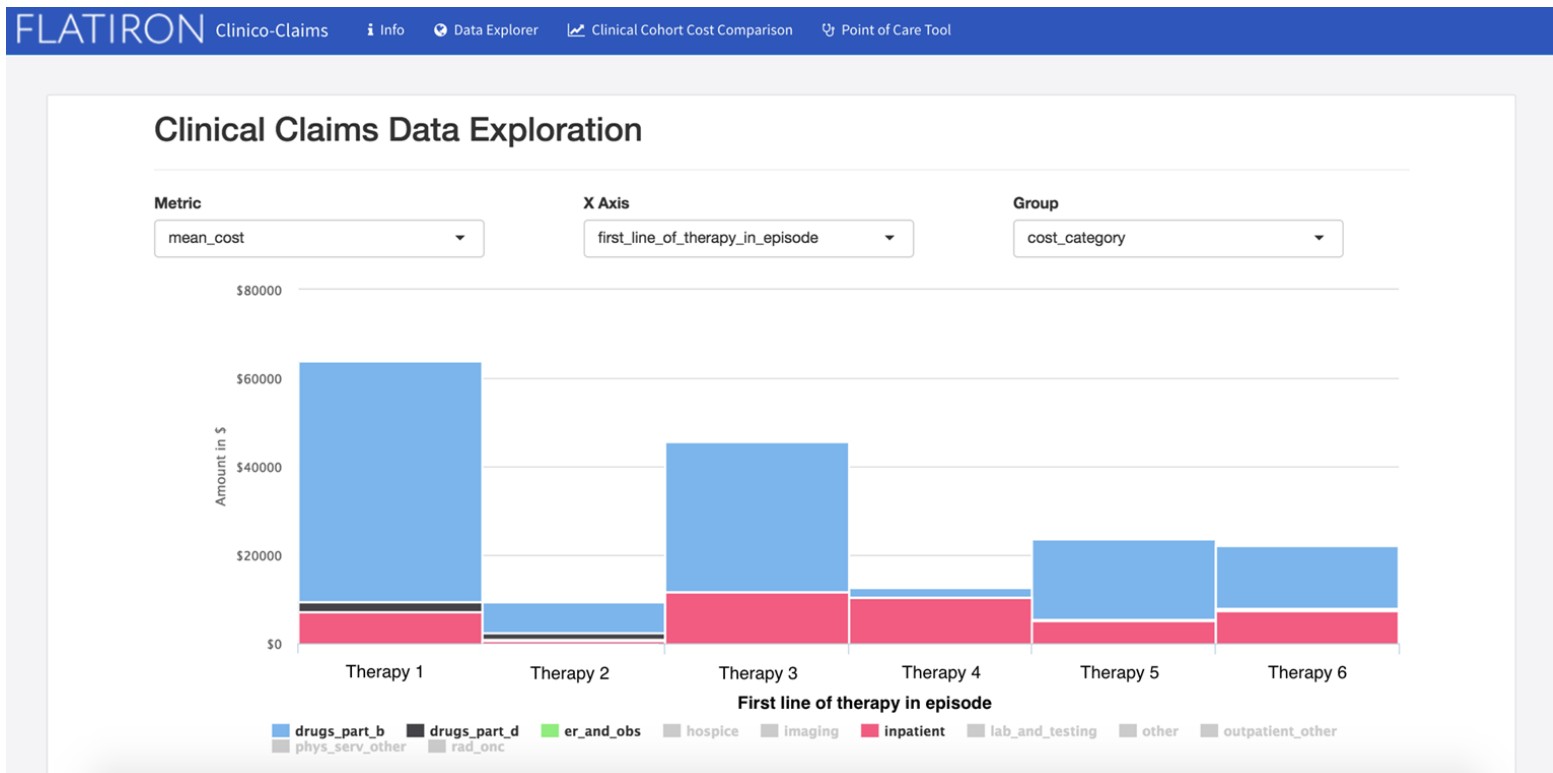 FLATIRON Clinico-Claims Info Data Explorer Clinical Cohort Cost Comparison Point of Care Tool
Clinical Claims Data Exploration
Metric X Axis Group
mean_cost first_line_of_therapy_in_episode cost_category
$80000
$60000
Amount in $
$40000
$20000
$0
Therapy 1 Therapy 2 Therapy 3 Therapy 4 Therapy 5 Therapy 6
First line of therapy in episode
drugs_part_b drugs_part_d er_and_obs hospice imaging inpatient lab_and_testing other outpatient_other
phys_serv_other rad_onc